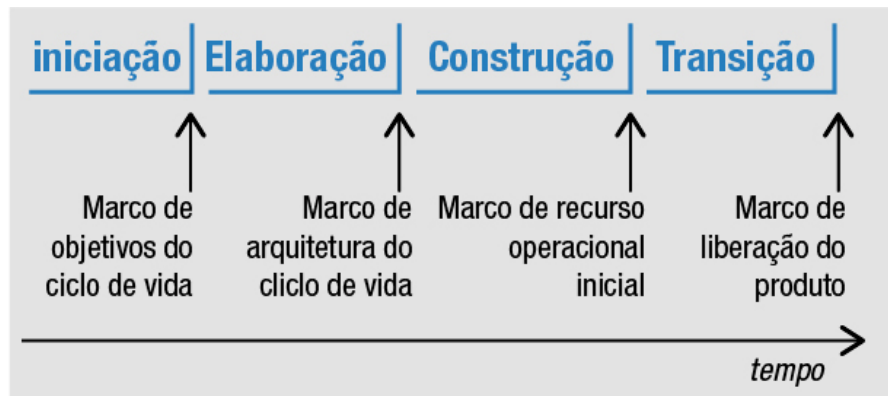 iniciação
Elaboração
Construção
Transição
Marco de
objetivos do
ciclo de vida
Marco de
arquitetura do
cliclo de vida
Marco de recurso
operacional
inicial
Marco de
liberação do
produto
tempo